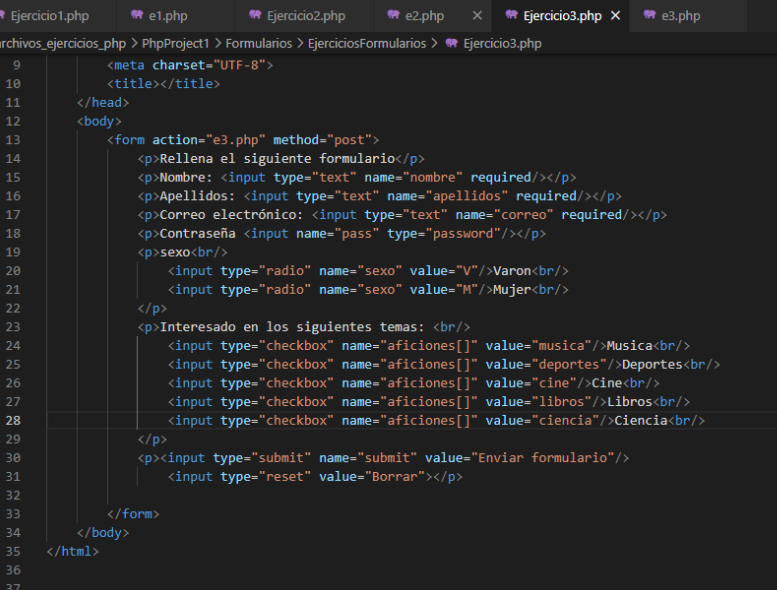 Ejercicio1.php e1.php Ejercicio2.php e2.php × Ejercicio3.php × e3.php
archivos_ejercicios_php > PhpProject1 > Formularios > EjerciciosFormularios > Ejercicio3.php
9 <meta charset="UTF-8">
10 <title></title>
11 </head>
12 <body>
13 <form action="e3.php" method="post">
14 <p>Rellena el siguiente formulario</p>
15 <p>Nombre: <input type="text" name="nombre" required/></p>
16 <p>Apellidos: <input type="text" name="apellidos" required/></p>
17 <p>Correo electrónico: <input type="text" name="correo" required/></p>
18 <p>Contraseña <input name="pass" type="password"/></p>
19 <p>sexo<br/>
20 <input type="radio" name="sexo" value="V"/>Varon<br/>
21 <input type="radio" name="sexo" value="M"/>Mujer<br/>
22 </p>
23 <p>Interesado en los siguientes temas: <br/>
24 <input type="checkbox" name="aficiones[]" value="musica"/>Musica<br/>
25 <input type="checkbox" name="aficiones[]" value="deportes"/>Deportes<br/>
26 <input type="checkbox" name="aficiones[]" value="cine"/>Cine<br/>
27 <input type="checkbox" name="aficiones[]" value="libros"/>Libros<br/>
28 <input type="checkbox" name="aficiones[]" value="ciencia"/>Ciencia<br/>
29 </p>
30 <p><input type="submit" name="submit" value="Enviar formulario"/>
31 <input type="reset" value="Borrar"></p>
32
33 </form>
34 </body>
35 </html>
36
37